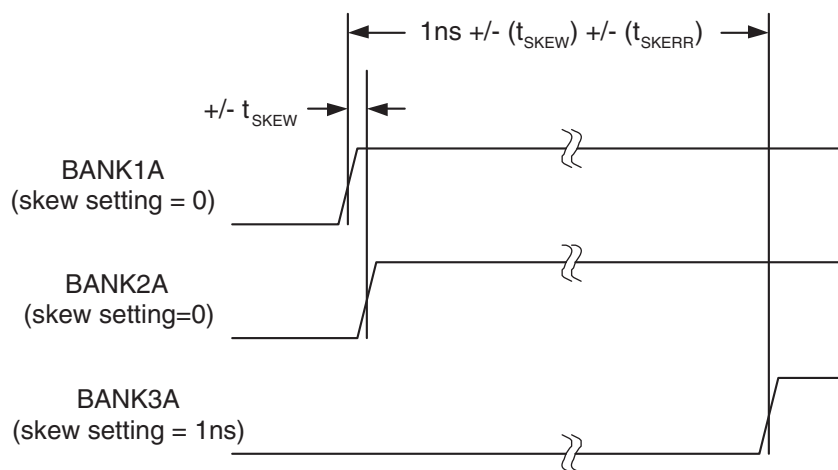 1ns +/- (tSKEW) +/- (tSKERR)
+/- tSKEW
BANK1A
(skew setting = 0)
BANK2A
(skew setting=0)
BANK3A
(skew setting = 1ns)